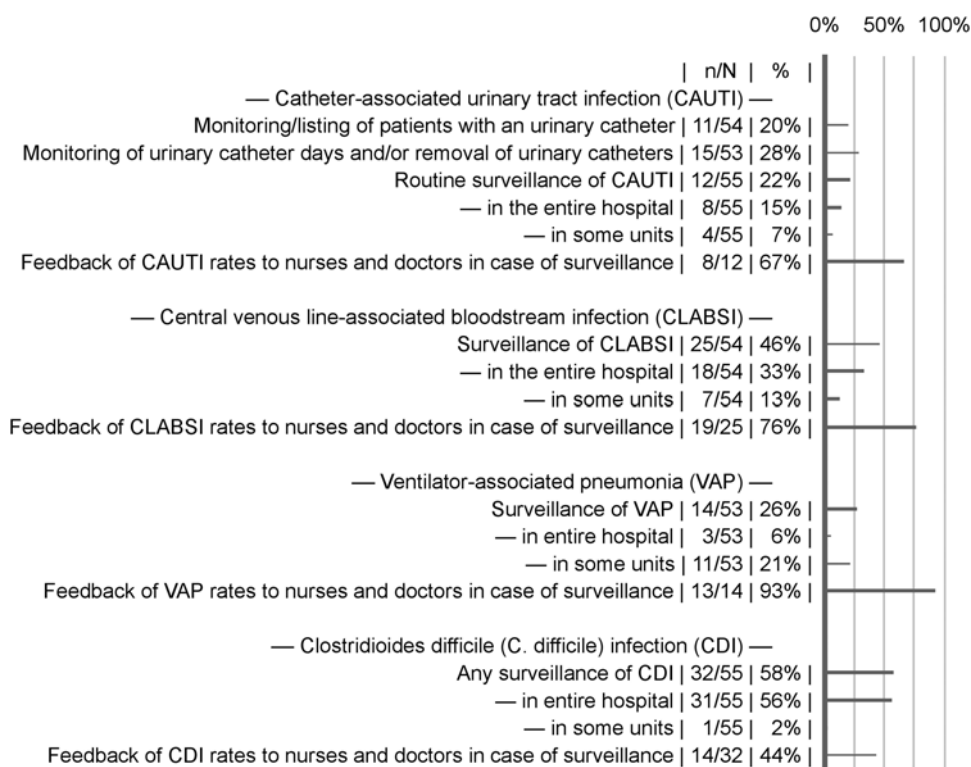 0% 50% 100%
| n/N | % |
— Catheter-associated urinary tract infection (CAUTI) —
Monitoring/listing of patients with an urinary catheter | 11/54 | 20% |
Monitoring of urinary catheter days and/or removal of urinary catheters | 15/53 | 28% |
Routine surveillance of CAUTI | 12/55 | 22% |
— in the entire hospital | 8/55 | 15% |
— in some units | 4/55 | 7% |
Feedback of CAUTI rates to nurses and doctors in case of surveillance | 8/12 | 67% |
— Central venous line-associated bloodstream infection (CLABSI) —
Surveillance of CLABSI | 25/54 | 46% |
— in the entire hospital | 18/54 | 33% |
— in some units | 7/54 | 13% |
Feedback of CLABSI rates to nurses and doctors in case of surveillance | 19/25 | 76% |
— Ventilator-associated pneumonia (VAP) —
Surveillance of VAP | 14/53 | 26% |
— in entire hospital | 3/53 | 6% |
— in some units | 11/53 | 21% |
Feedback of VAP rates to nurses and doctors in case of surveillance | 13/14 | 93% |
— Clostridioides difficile (C. difficile) infection (CDI) —
Any surveillance of CDI | 32/55 | 58% |
— in entire hospital | 31/55 | 56% |
— in some units | 1/55 | 2% |
Feedback of CDI rates to nurses and doctors in case of surveillance | 14/32 | 44% |